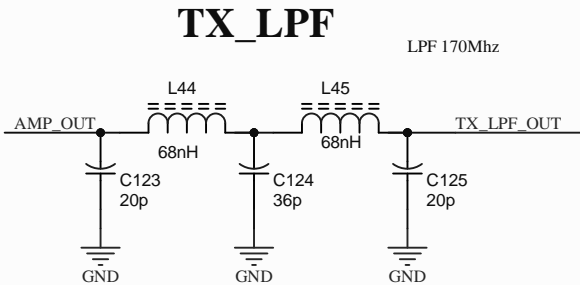 TX_LPF
LPF 170Mhz
L44
L45
AMP_OUT
TX_LPF_OUT
68nH
68nH
C123
20p
C124
36p
C125
20p
GND
GND
GND